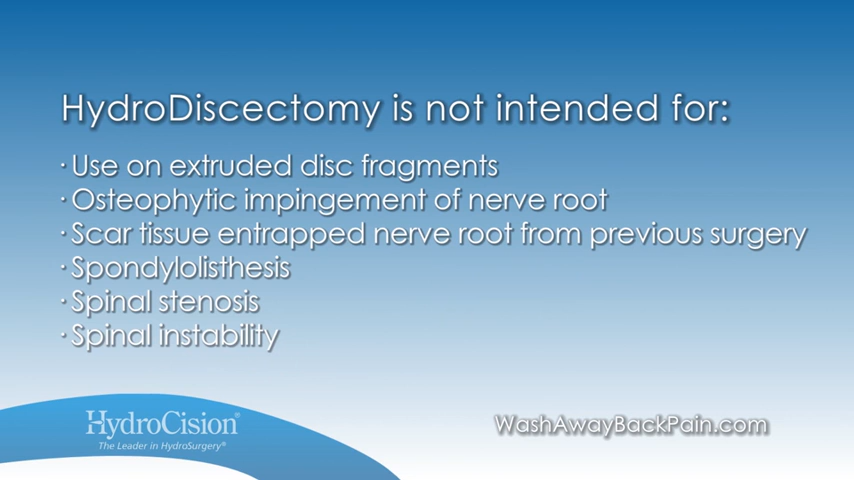 HydroDiscectomy is not intended for:
· Use on extruded disc fragments
· Osteophytic impingement of nerve root
· Scar tissue entrapped nerve root from previous surgery
· Spondylolisthesis
· Spinal stenosis
· Spinal instability
HydroCision®
The Leader in HydroSurgery®
WashAwayBackPain.com